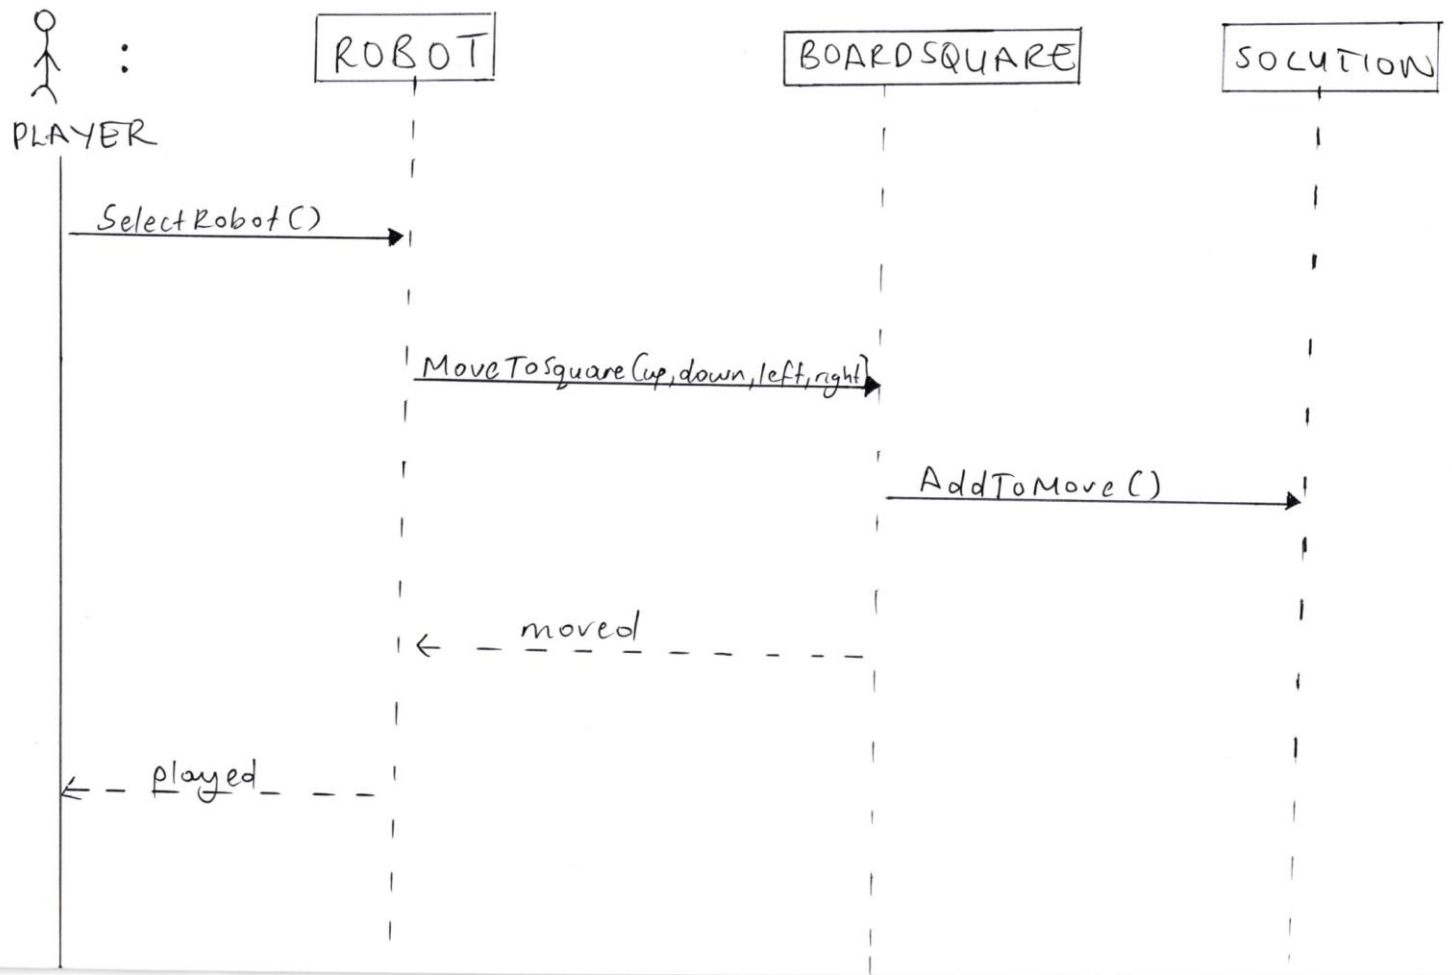 :
ROBOT
BOARDSQUARE
SOLUTION
PLAYER
SelectRobot()
MoveToSquare(up,down,left,right)
AddToMove()
moved
played